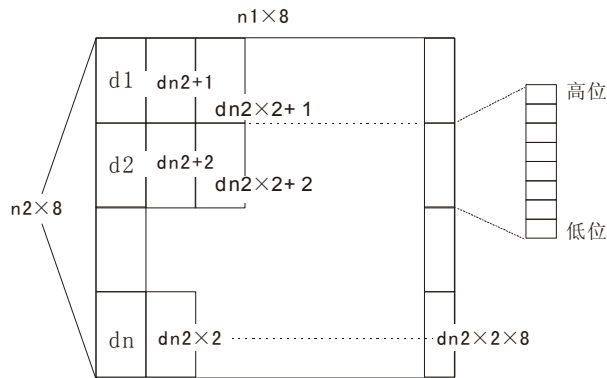 n1×8
d1
dn2+1
dn2×2+1
高位
d2
dn2+2
dn2×2+2
n2×8
低位
dn
dn2×2
dn2×2×8